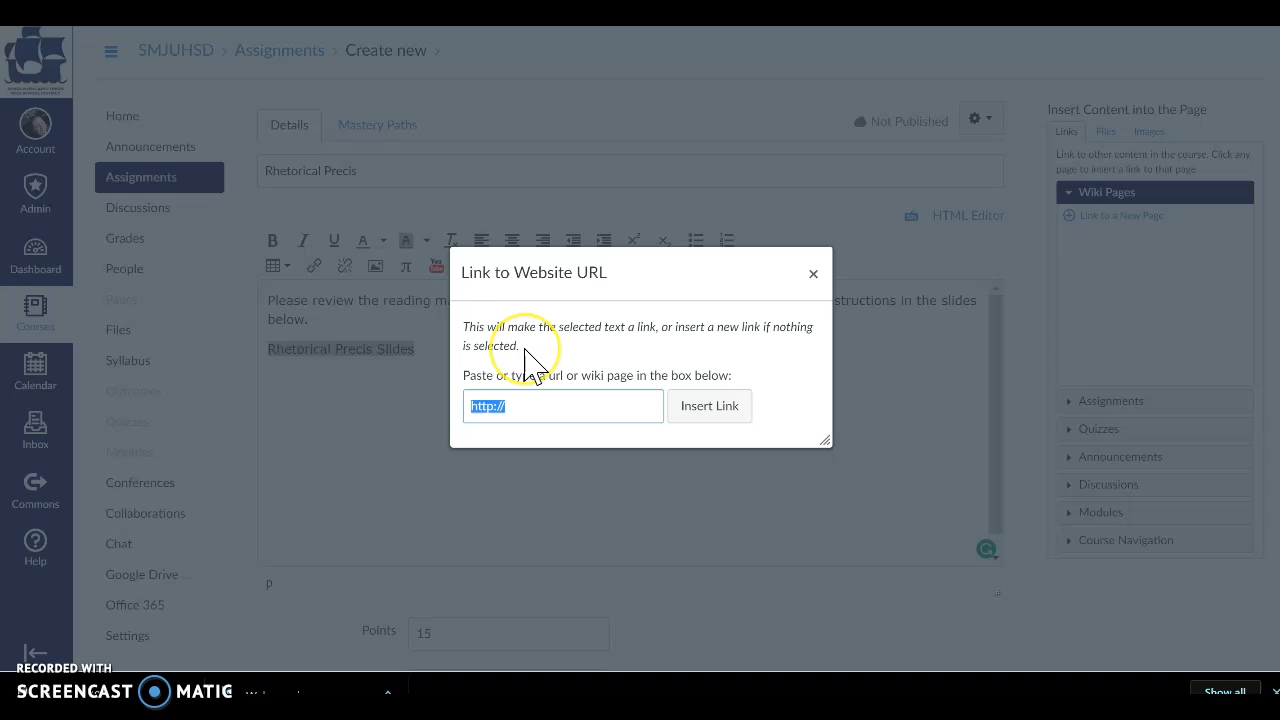 SMJUHSD > Assignments > Create new >
Account
Admin
Dashboard
Courses
Calendar
Inbox
Commons
Help
Home
Announcements
Assignments
Discussions
Grades
People
Pages
Files
Syllabus
Outcomes
Quizzes
Modules
Conferences
Collaborations
Chat
Google Drive
Office 365
Settings
Details
Mastery Paths
Not Published
Rhetorical Precis
HTML Editor
Please review the reading structions in the slides
below.
Rhetorical Precis Slides
p
Points 15
Link to Website URL
This will make the selected text a link, or insert a new link if nothing
is selected.
Paste or type a url or wiki page in the box below:
http://
Insert Link
Insert Content into the Page
Links Files Images
Link to other content in the course. Click any
page to insert a link to that page
Wiki Pages
Link to a New Page
Assignments
Quizzes
Announcements
Discussions
Modules
Course Navigation
RECORDED WITH
SCREENCAST MATIC
Show all